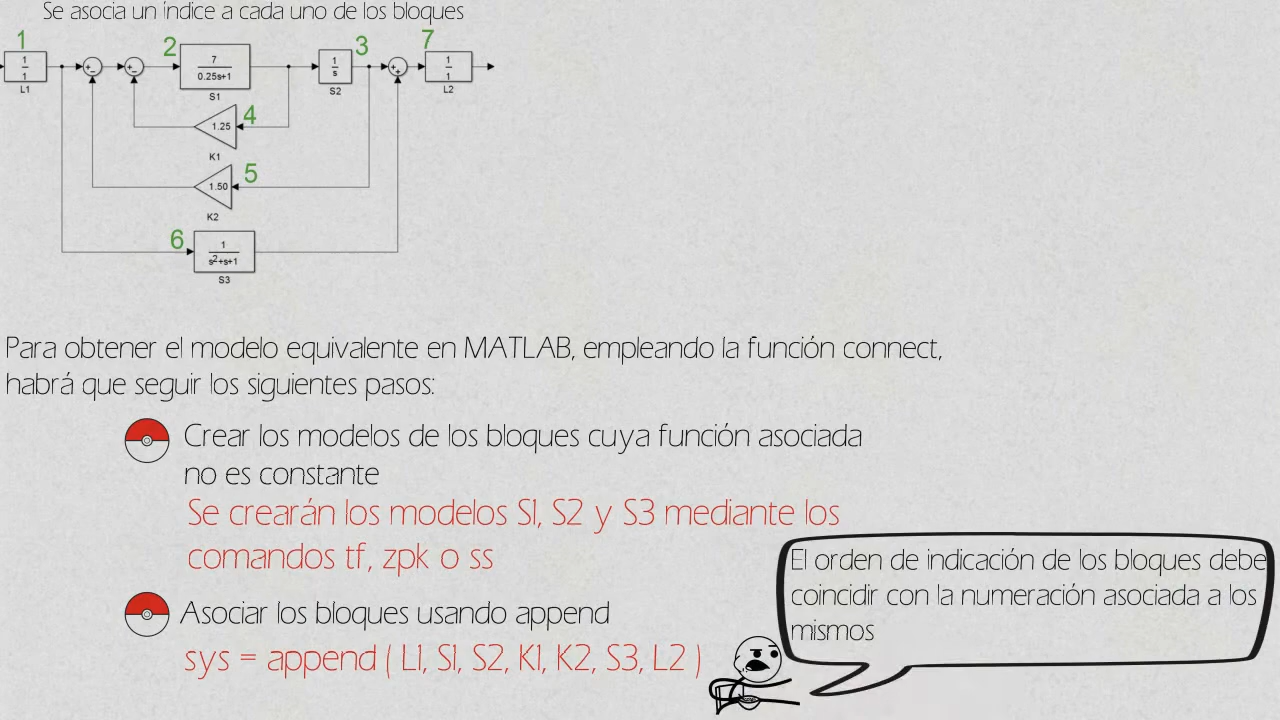 Se asocia un índice a cada uno de los bloques
1 2 3 7
1
1
7
0.25s+1
1
s
1
1
L1 S1 S2 L2
1.25 4
K1
1.50 5
K2
6
1
s2+s+1
S3
Para obtener el modelo equivalente en MATLAB, empleando la función connect,
habrá que seguir los siguientes pasos:
Crear los modelos de los bloques cuya función asociada
no es constante
Se crearán los modelos S1, S2 y S3 mediante los
comandos tf, zpk o ss
El orden de indicación de los bloques debe
coincidir con la numeración asociada a los
mismos
Asociar los bloques usando append
sys = append ( L1, S1, S2, K1, K2, S3, L2 )